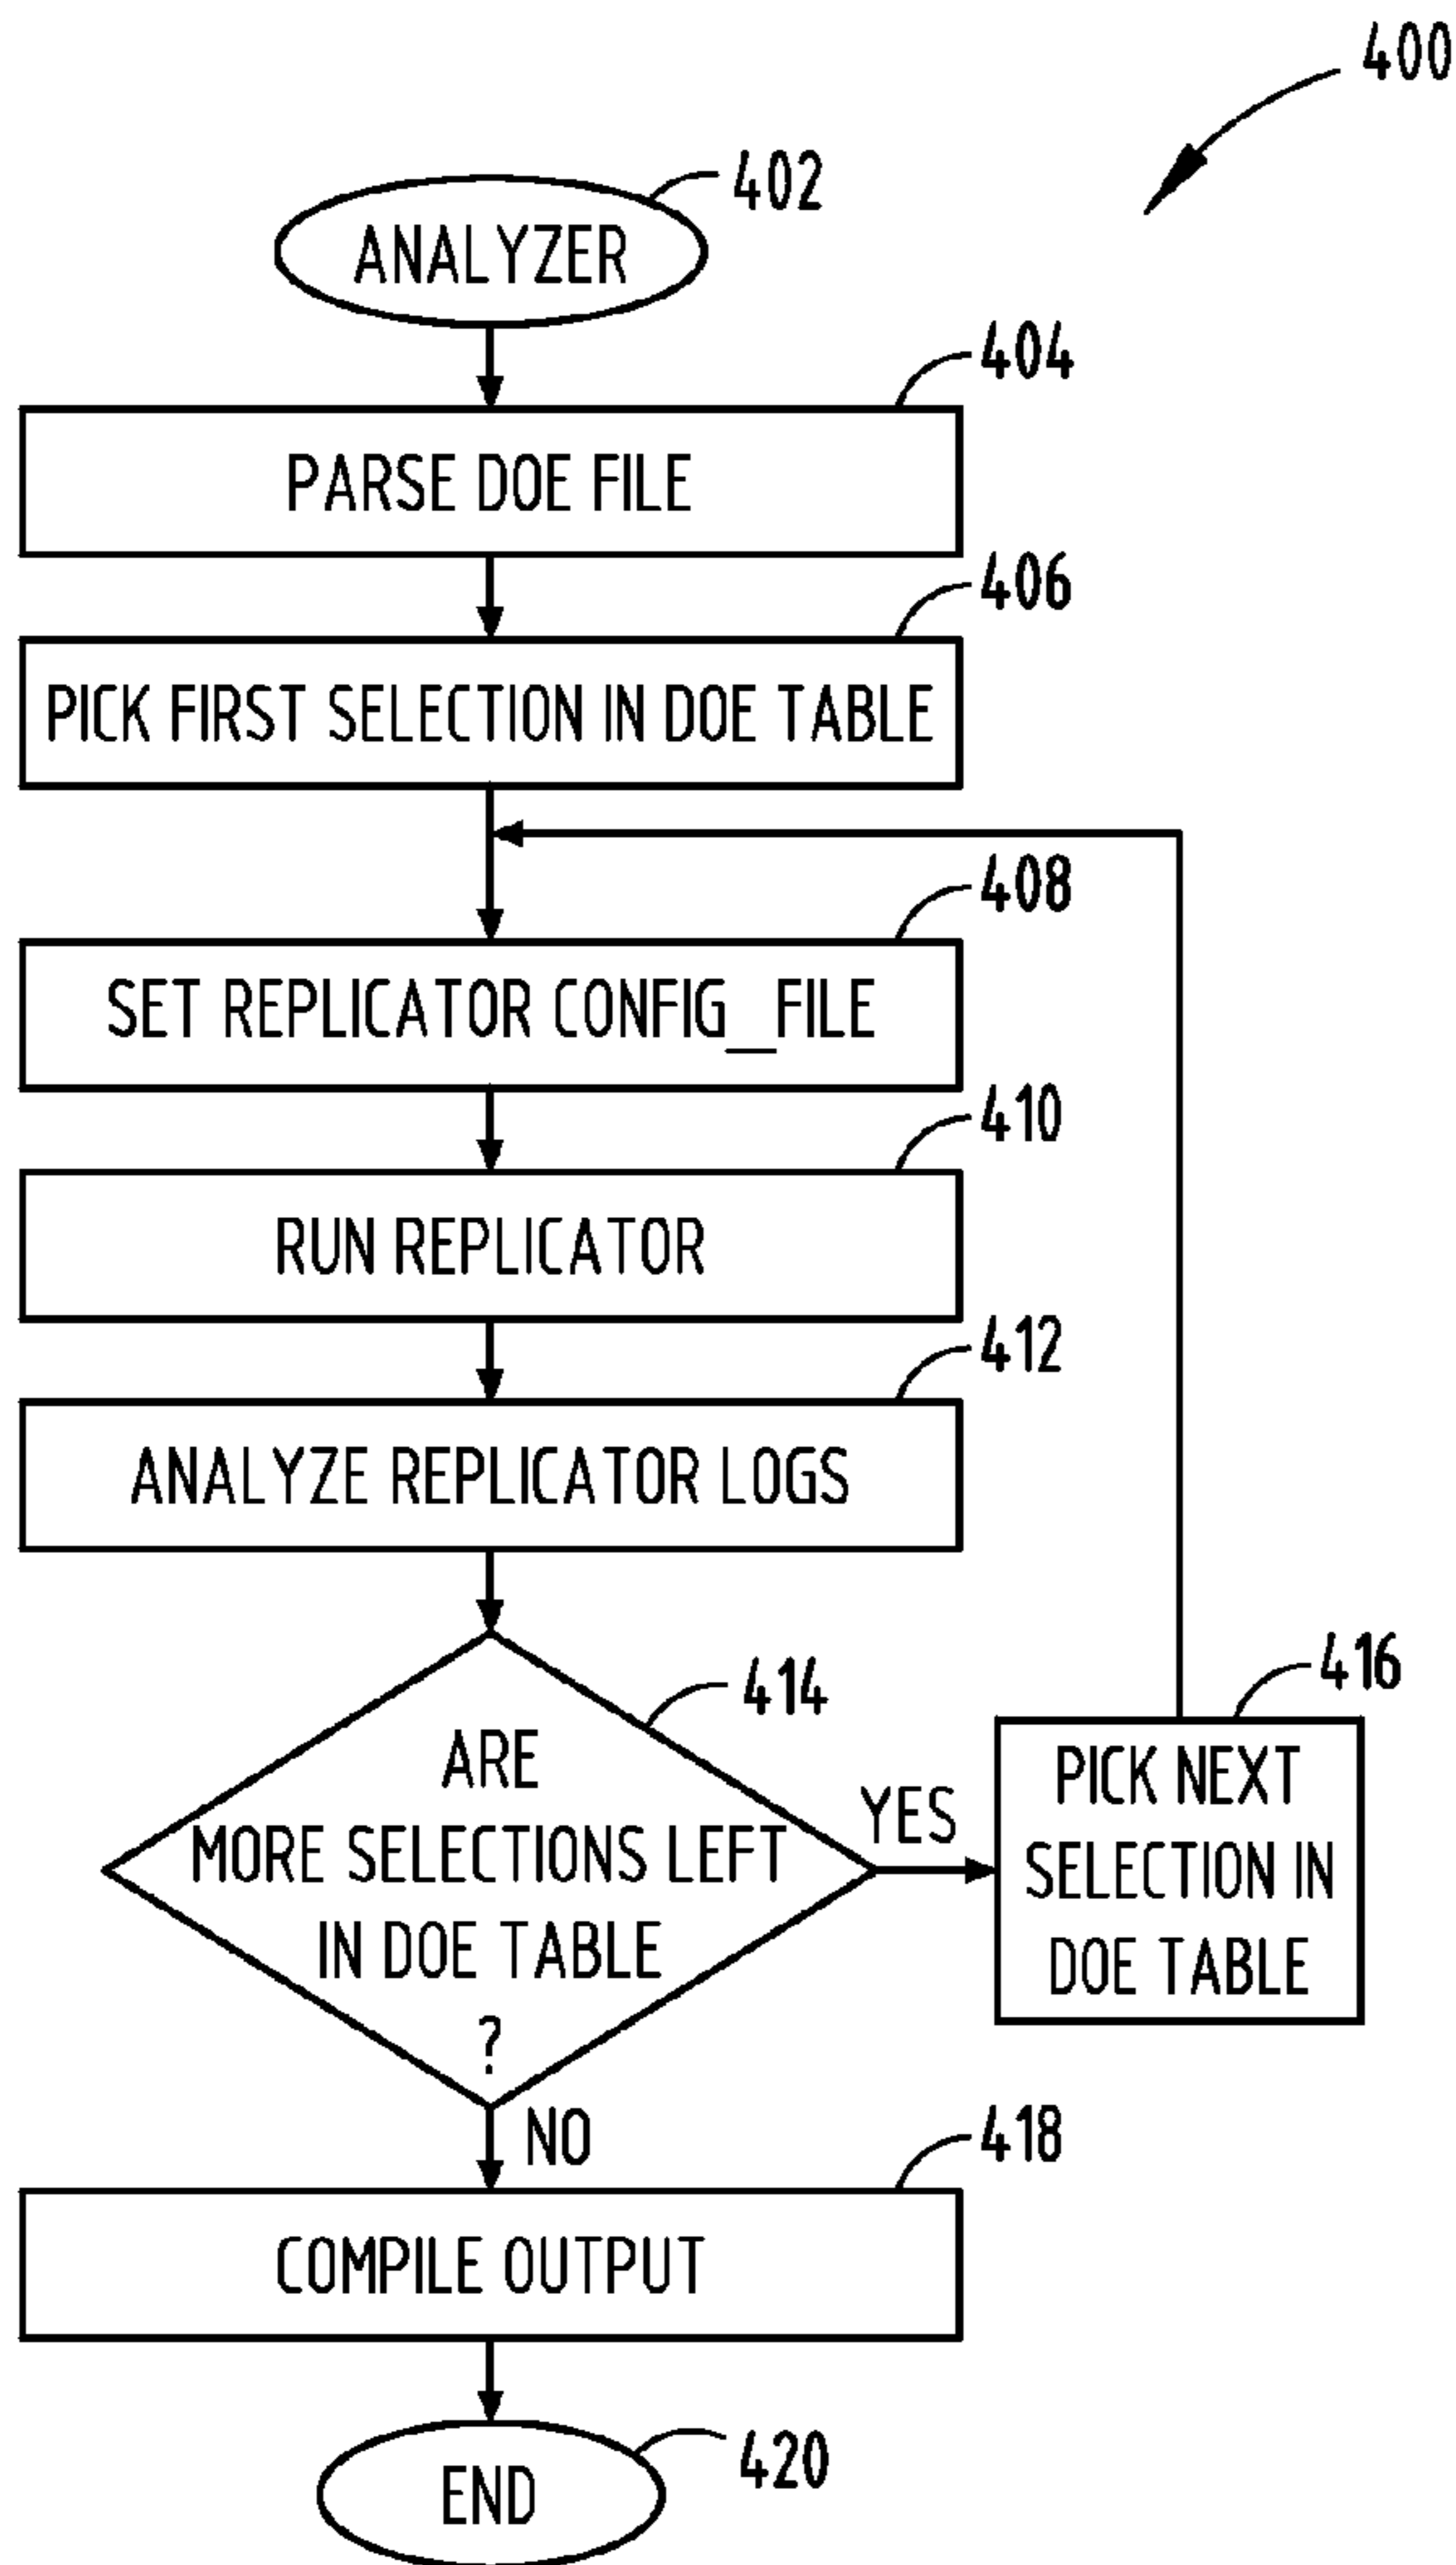 400
402
ANALYZER
404
PARSE DOE FILE
406
PICK FIRST SELECTION IN DOE TABLE
408
SET REPLICATOR CONFIG_FILE
410
RUN REPLICATOR
412
ANALYZE REPLICATOR LOGS
414
ARE
MORE SELECTIONS LEFT
IN DOE TABLE
?
YES
416
PICK NEXT
SELECTION IN
DOE TABLE
NO
418
COMPILE OUTPUT
420
END